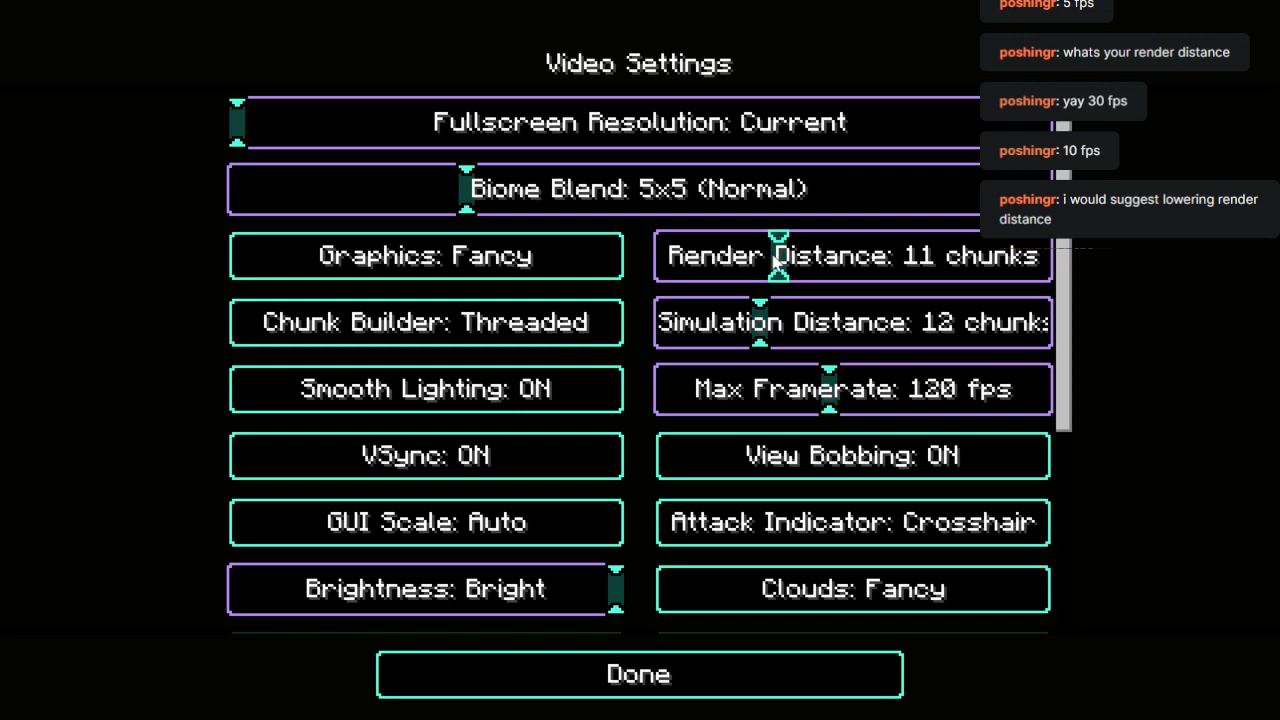 poshingr: 5 fps
poshingr: whats your render distance
poshingr: yay 30 fps
poshingr: 10 fps
poshingr: i would suggest lowering render
distance
Video Settings
Fullscreen Resolution: Current
Biome Blend: 5x5 (Normal)
Graphics: Fancy
Render Distance: 11 chunks
Chunk Builder: Threaded
Simulation Distance: 12 chunks
Smooth Lighting: ON
Max Framerate: 120 fps
VSync: ON
View Bobbing: ON
GUI Scale: Auto
Attack Indicator: Crosshair
Brightness: Bright
Clouds: Fancy
Done